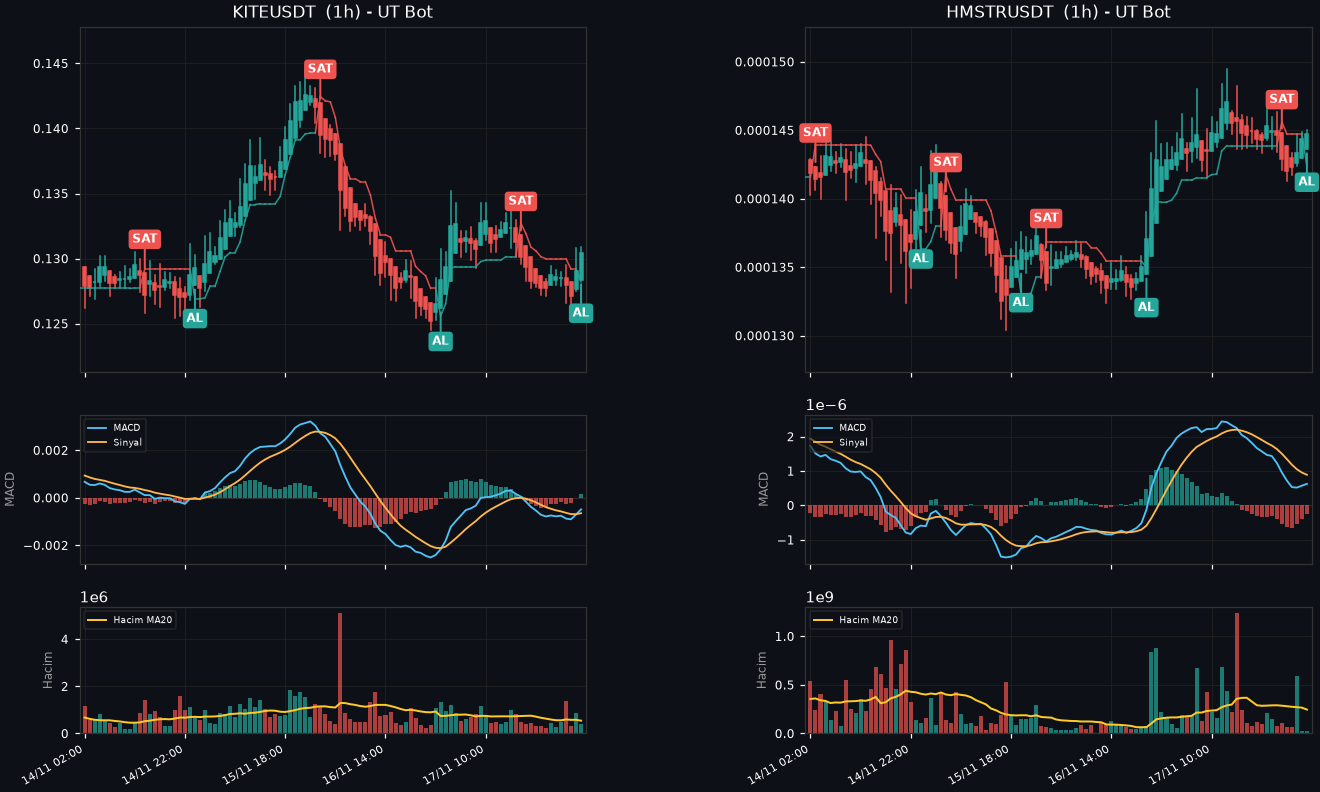 KITEUSDT (1h) - UT Bot
0.145
0.140
0.135
0.130
0.125
SAT
AL
SAT
AL
SAT
AL
MACD
0.002
0.000
−0.002
MACD
Sinyal
1e6
Hacim
4
2
0
Hacim MA20
14/11 02:00
14/11 22:00
15/11 18:00
16/11 14:00
17/11 10:00
HMSTRUSDT (1h) - UT Bot
0.000150
0.000145
0.000140
0.000135
0.000130
SAT
SAT
AL
AL
SAT
AL
SAT
AL
1e−6
MACD
2
1
0
−1
MACD
Sinyal
1e9
Hacim
1.0
0.5
0.0
Hacim MA20
14/11 02:00
14/11 22:00
15/11 18:00
16/11 14:00
17/11 10:00